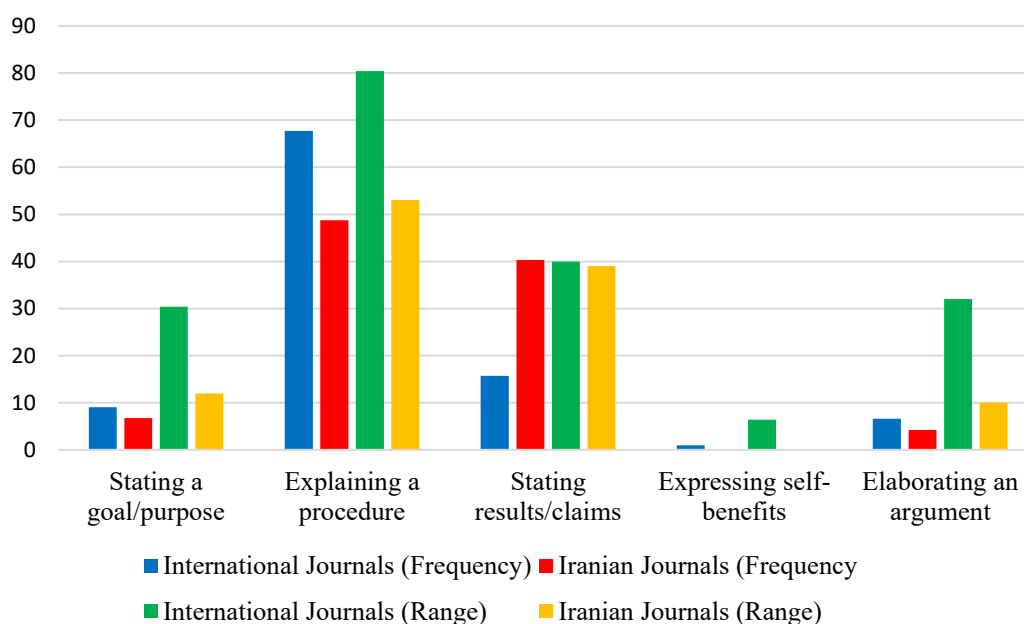 90
80
70
60
50
40
30
20
10
0
Stating a goal/purpose
Explaining a procedure
Stating results/claims
Expressing self-benefits
Elaborating an argument
International Journals (Frequency)
Iranian Journals (Frequency
International Journals (Range)
Iranian Journals (Range)